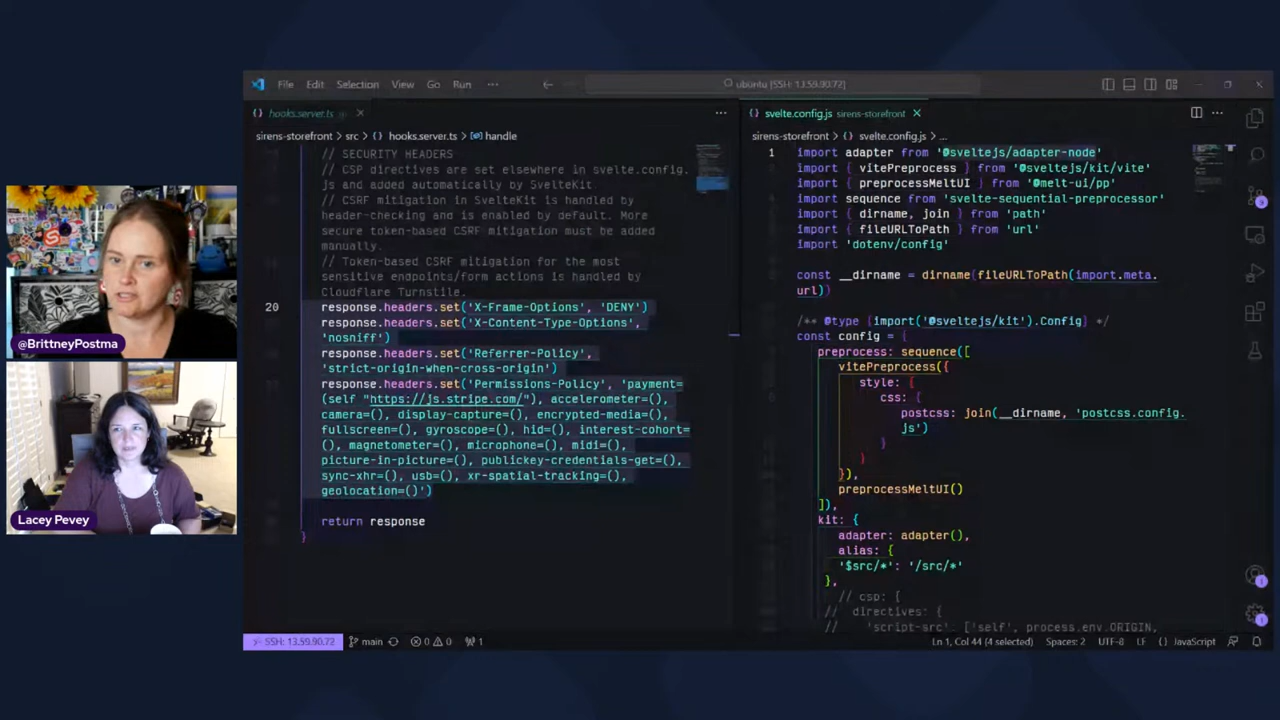 File Edit Selection View Go Run ... ubuntu [SSH: 13.59.90.72]
hooks.server.ts
sirens-storefront > src > hooks.server.ts > handle
// SECURITY HEADERS
// CSP directives are set elsewhere in svelte.config.
js and added automatically by SvelteKit
// CSRF mitigation in SvelteKit is handled by
header-checking and is enabled by deFault. More
secure token-based CSRF mitigation must be added
manually.
// Token-based CSRF mitigation for the most
sensitive endpoints/form actions is handled by
Cloudflare Turnstile.
20 response.headers.set('X-Frame-Options', 'DENY')
response.headers.set('X-Content-Type-Options',
'nosniff')
response.headers.set('Referrer-Policy',
'strict-origin-when-cross-origin')
response.headers.set('Permissions-Policy', 'payment=
(self "https://js.stripe.com/"), accelerometer=(),
camera=(), display-capture=(), encrypted-media=(),
fullscreen=(), gyroscope=(), hid=(), interest-cohort=
(), magnetometer=(), microphone=(), midi=(),
picture-in-picture=(), publickey-credentials-get=(),
sync-xhr=(), usb=(), xr-spatial-tracking=(),
geolocation=()')
return response
}
svelte.config.js sirens-storefront
sirens-storefront > svelte.config.js > ...
1 import adapter from '@sveltejs/adapter-node'
import { vitePreprocess } from '@sveltejs/kit/vite'
import { preprocessMeltUI } from '@melt-ui/pp'
import sequence from 'svelte-sequential-preprocessor'
import { dirname, join } from 'path'
import { fileURLToPath } from 'url'
import 'dotenv/config'
const __dirname = dirname(fileURLToPath(import.meta.
url))
/** @type {import('@sveltejs/kit').Config} */
const config = {
preprocess: sequence([
vitePreprocess({
style: {
css: {
postcss: join(__dirname, 'postcss.config.
js')
}
}
}),
preprocessMeltUI()
]),
kit: {
adapter: adapter(),
alias: {
'$src/*': '/src/*'
},
// csp: {
// directives: {
// 'script-src': ['self', process.env.ORIGIN,
SSH: 13.59.90.72 main 0 0 1 Ln 1, Col 44 (4 selected) Spaces: 2 UTF-8 LF {} JavaScript
@BrittneyPostma
Lacey Pevey